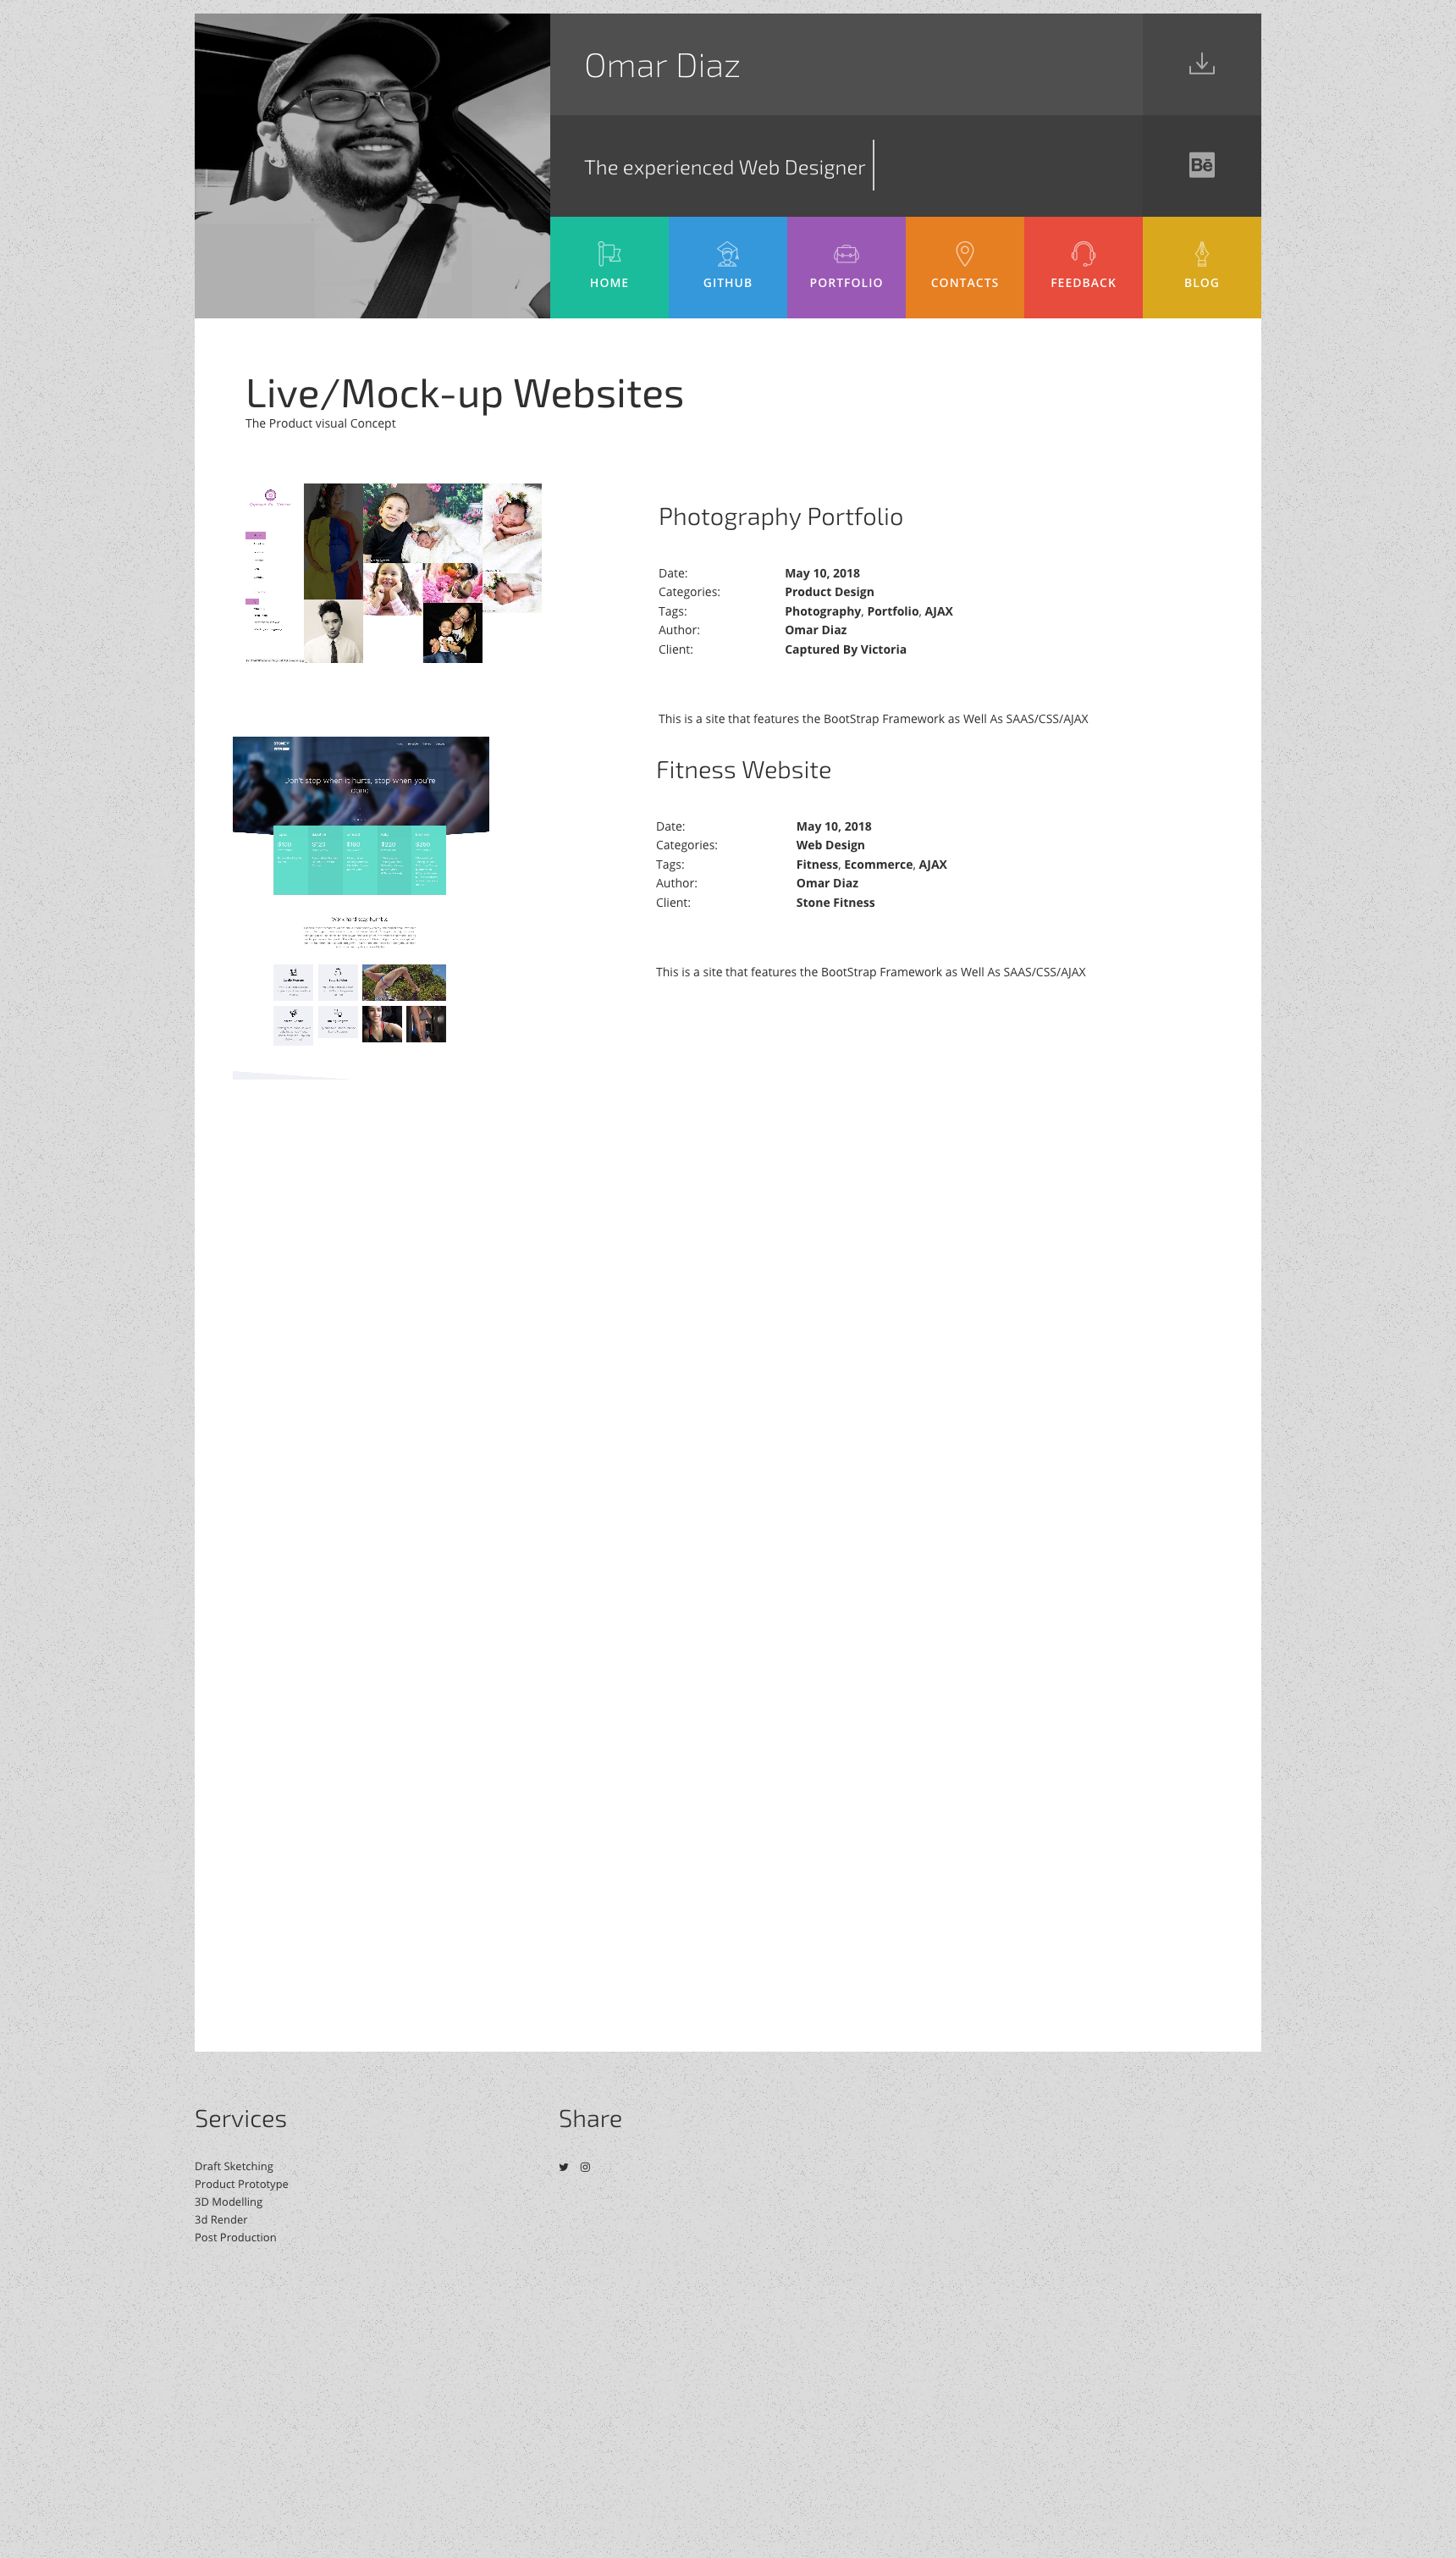 Omar Diaz
The experienced Web Designer
Bē
HOME
GITHUB
PORTFOLIO
CONTACTS
FEEDBACK
BLOG
Live/Mock-up Websites
The Product visual Concept
Photography Portfolio
Date: May 10, 2018
Categories: Product Design
Tags: Photography, Portfolio, AJAX
Author: Omar Diaz
Client: Captured By Victoria
This is a site that features the BootStrap Framework as Well As SAAS/CSS/AJAX
Don't stop when it hurts, stop when you're
done
$100
$120
$180
$220
$250
Fitness Website
Date: May 10, 2018
Categories: Web Design
Tags: Fitness, Ecommerce, AJAX
Author: Omar Diaz
Client: Stone Fitness
This is a site that features the BootStrap Framework as Well As SAAS/CSS/AJAX
Services
Draft Sketching
Product Prototype
3D Modelling
3d Render
Post Production
Share